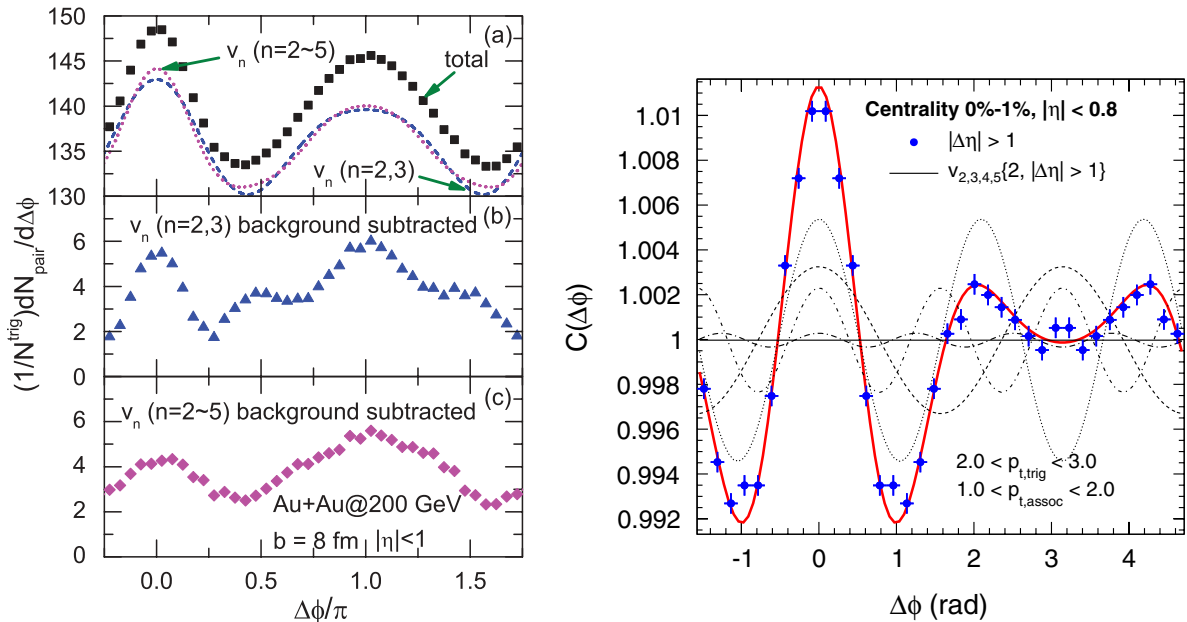 150
145
140
135
130
(a)
v_n (n=2~5)
total
v_n (n=2,3)
6
4
2
0
v_n (n=2,3) background subtracted
(b)
6
4
2
0
v_n (n=2~5) background subtracted
(c)
Au+Au@200 GeV
b = 8 fm |η|<1
0.0 0.5 1.0 1.5
Δϕ/π
(1/N^trig)dN_pair/dΔϕ
1.01
1.008
1.006
1.004
1.002
1
0.998
0.996
0.994
0.992
C(Δϕ)
Centrality 0%-1%, |η| < 0.8
|Δη| > 1
v_2,3,4,5{2, |Δη| > 1}
2.0 < p_t,trig < 3.0
1.0 < p_t,assoc < 2.0
-1 0 1 2 3 4
Δϕ (rad)